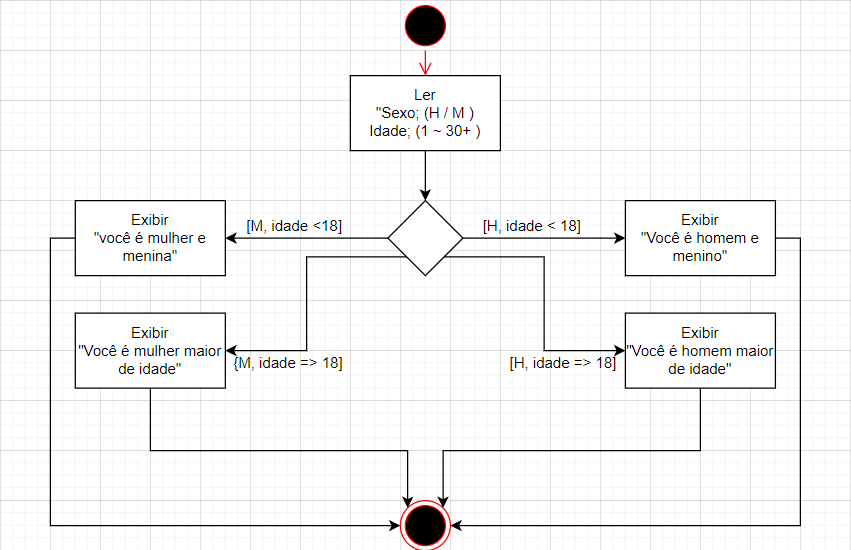 Ler
"Sexo; (H / M )
Idade; (1 ~ 30+ )
[M, idade <18]
[H, idade < 18]
Exibir
"você é mulher e
menina"
Exibir
"Você é homem e
menino"
Exibir
"Você é mulher maior
de idade"
{M, idade => 18]
[H, idade => 18]
Exibir
"Você é homem maior
de idade"